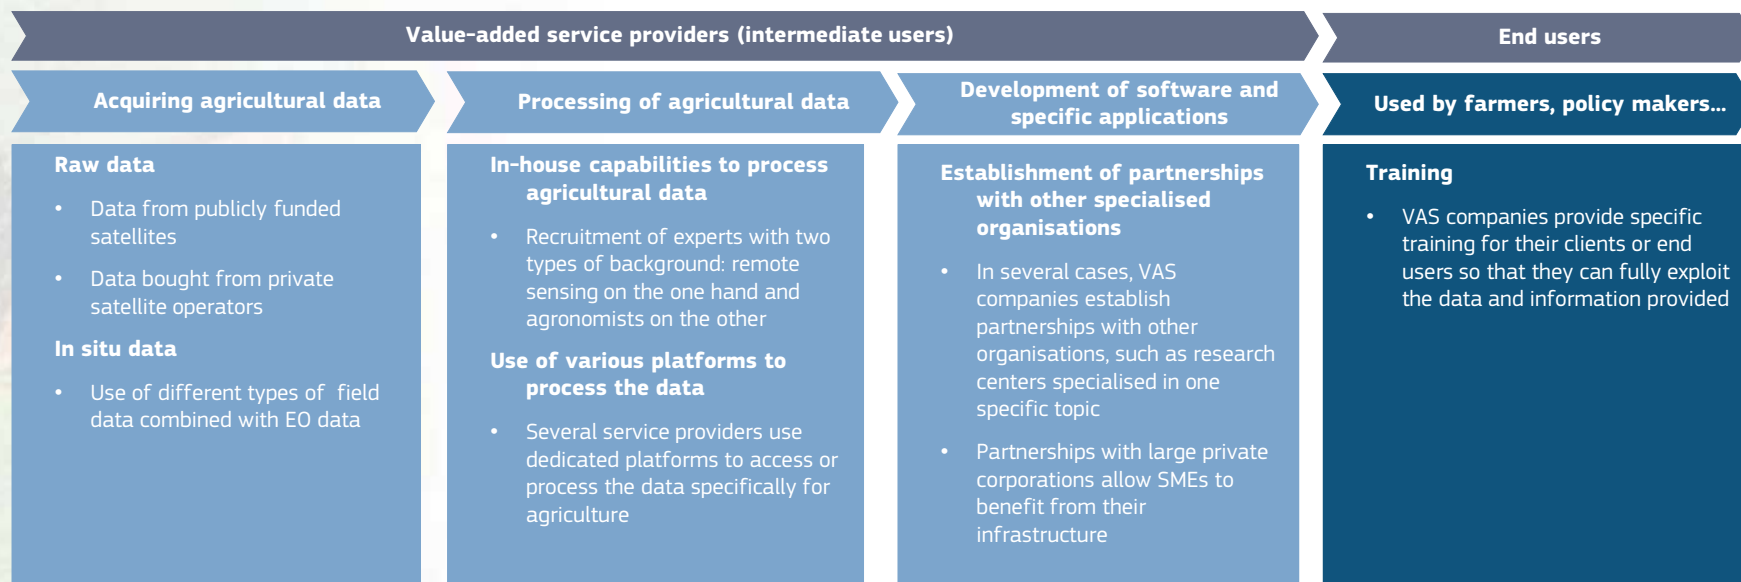 Value-added service providers (intermediate users)
End users
Acquiring agricultural data
Processing of agricultural data
Development of software and
specific applications
Used by farmers, policy makers...
Raw data
• Data from publicly funded
satellites
• Data bought from private
satellite operators
In situ data
• Use of different types of field
data combined with EO data
In-house capabilities to process
agricultural data
• Recruitment of experts with two
types of background: remote
sensing on the one hand and
agronomists on the other
Use of various platforms to
process the data
• Several service providers use
dedicated platforms to access or
process the data specifically for
agriculture
Establishment of partnerships
with other specialised
organisations
• In several cases, VAS
companies establish
partnerships with other
organisations, such as research
centers specialised in one
specific topic
• Partnerships with large private
corporations allow SMEs to
benefit from their
infrastructure
Training
• VAS companies provide specific
training for their clients or end
users so that they can fully exploit
the data and information provided